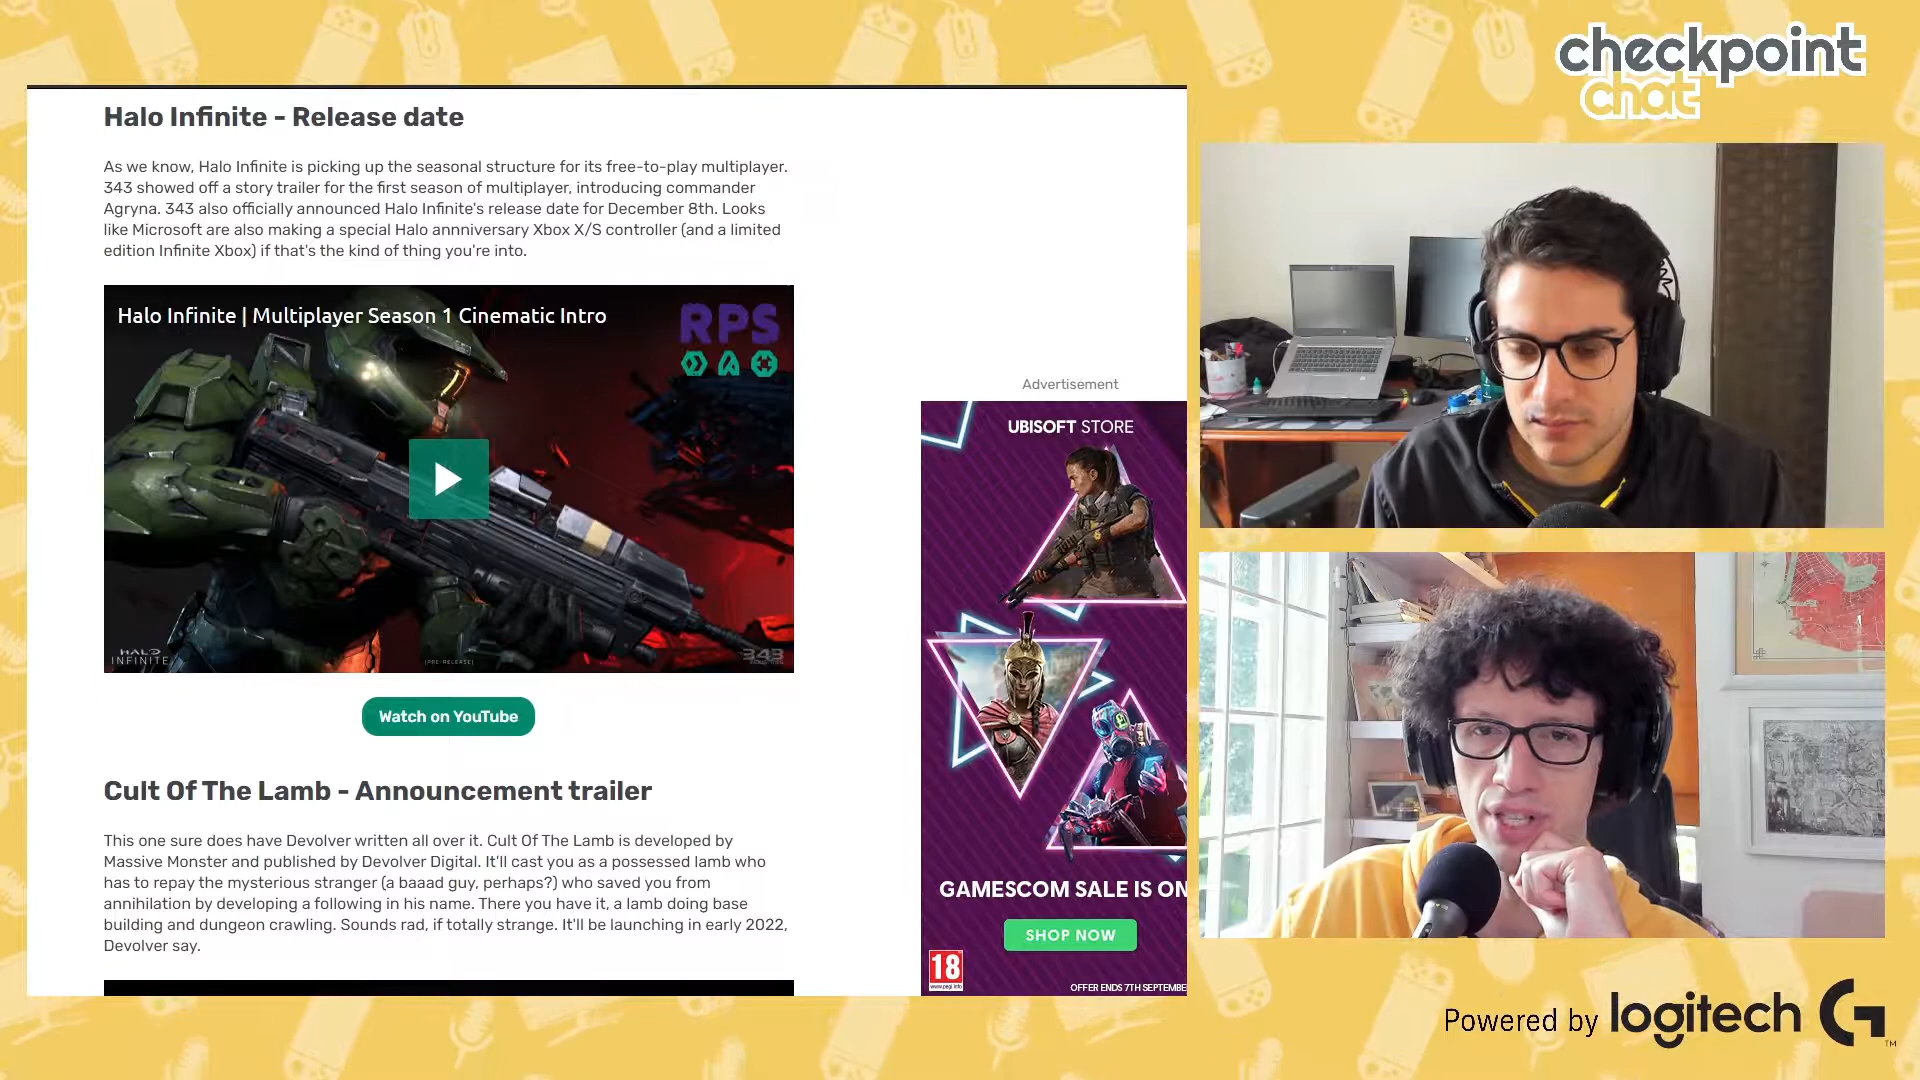 checkpoint
chat
Halo Infinite - Release date
As we know, Halo Infinite is picking up the seasonal structure for its free-to-play multiplayer.
343 showed off a story trailer for the first season of multiplayer, introducing commander
Agryna. 343 also officially announced Halo Infinite's release date for December 8th. Looks
like Microsoft are also making a special Halo annniversary Xbox X/S controller (and a limited
edition Infinite Xbox) if that's the kind of thing you're into.
Halo Infinite | Multiplayer Season 1 Cinematic Intro
RPS
HALO
INFINITE
[PRE-RELEASE]
343
Watch on YouTube
Cult Of The Lamb - Announcement trailer
This one sure does have Devolver written all over it. Cult Of The Lamb is developed by
Massive Monster and published by Devolver Digital. It'll cast you as a possessed lamb who
has to repay the mysterious stranger (a baaad guy, perhaps?) who saved you from
annihilation by developing a following in his name. There you have it, a lamb doing base
building and dungeon crawling. Sounds rad, if totally strange. It'll be launching in early 2022,
Devolver say.
Advertisement
UBISOFT STORE
GAMESCOM SALE IS ON
SHOP NOW
18
www.pegi.info
OFFER ENDS 7TH SEPTEMBE
Powered by logitech G
TM